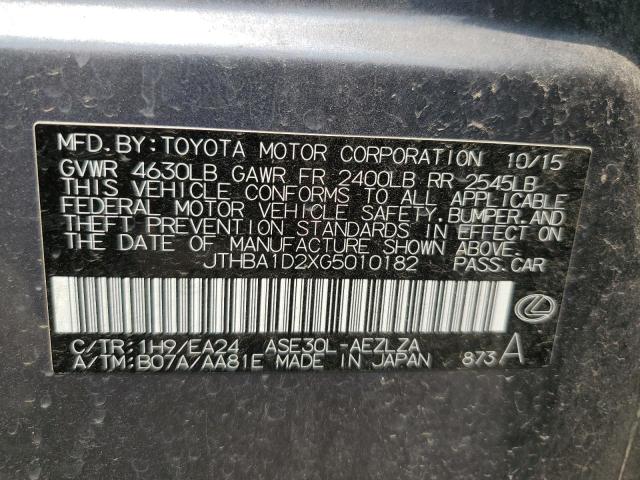 MFD. BY: TOYOTA MOTOR CORPORATION 10/15
GVWR 4630LB GAWR FR 2400LB RR 2545LB
THIS VEHICLE CONFORMS TO ALL APPLICABLE
FEDERAL MOTOR VEHICLE SAFETY, BUMPER, AND
THEFT PREVENTION STANDARDS IN EFFECT ON
THE DATE OF MANUFACTURE SHOWN ABOVE.
JTHBA1D2XG5010182 PASS. CAR
C/TR: 1H9/EA24 ASE30L-AEZLZA
A/TM: B07A/AA81E MADE IN JAPAN 873 A